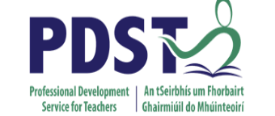 PDST
Professional Development
Service for Teachers
An tSeirbhís um Fhorbairt
Ghairmiúil do Mhúinteoirí